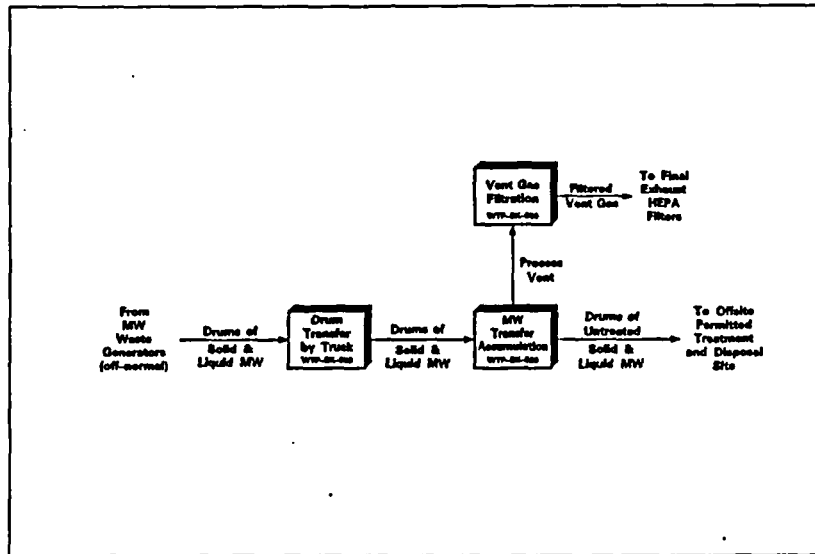 Vent Gas
Filtration
Filtered
Vent Gas
To Final
Exhaust
HEPA
Filters
Process
Vent
From
MW
Waste
Generators
(off-normal)
Drums of
Solid &
Liquid MW
Drum
Transfer
by Truck
Drums of
Solid &
Liquid MW
MW
Transfer
Accumulation
Drums of
Untreated
Solid &
Liquid MW
To Offsite
Permitted
Treatment
and Disposal
Site